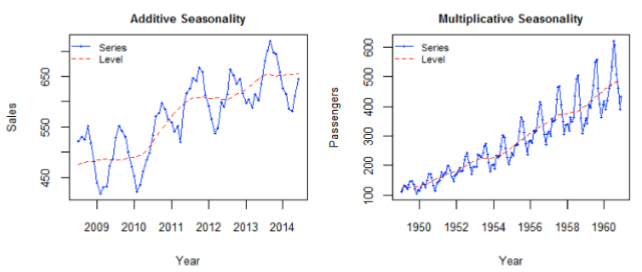 Additive Seasonality
Series
Level
Sales
650
550
450
2009 2010 2011 2012 2013 2014
Year
Multiplicative Seasonality
Series
Level
Passengers
600
500
400
300
200
100
1950 1952 1954 1956 1958 1960
Year